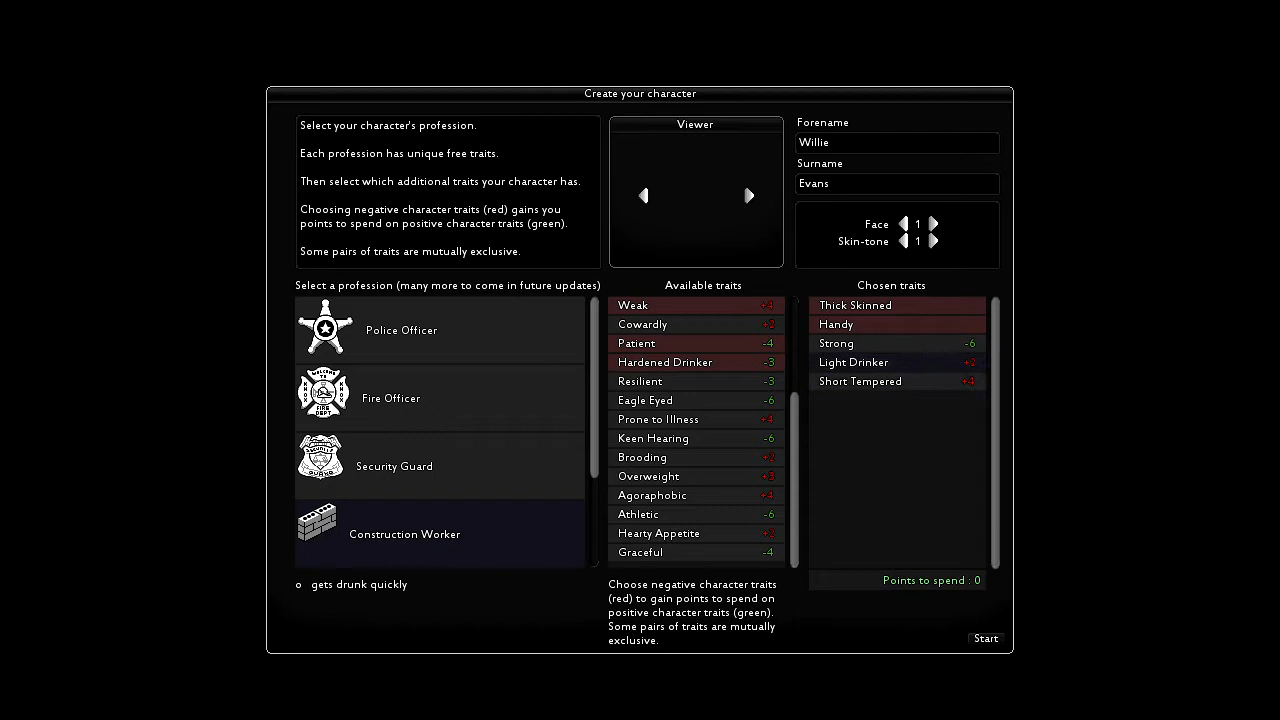 Create your character
Select your character's profession.
Each profession has unique free traits.
Then select which additional traits your character has.
Choosing negative character traits (red) gains you
points to spend on positive character traits (green).
Some pairs of traits are mutually exclusive.
Viewer
Forename
Willie
Surname
Evans
Face 1
Skin-tone 1
Select a profession (many more to come in future updates)
Police Officer
WELCOME TO
KNOX KNOX
FIRE DEPT
Fire Officer
Security Guard
Construction Worker
o gets drunk quickly
Available traits
Weak +4
Cowardly +2
Patient -4
Hardened Drinker -3
Resilient -3
Eagle Eyed -6
Prone to Illness +4
Keen Hearing -6
Brooding +2
Overweight +3
Agoraphobic +4
Athletic -6
Hearty Appetite +2
Graceful -4
Choose negative character traits
(red) to gain points to spend on
positive character traits (green).
Some pairs of traits are mutually
exclusive.
Chosen traits
Thick Skinned
Handy
Strong -6
Light Drinker +2
Short Tempered +4
Points to spend : 0
Start